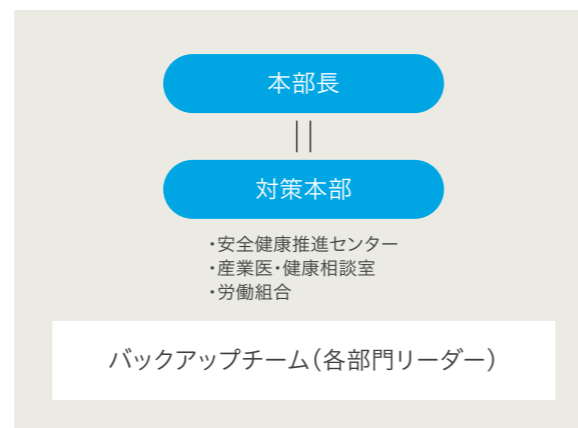 本部長
対策本部
・安全健康推進センター
・産業医・健康相談室
・労働組合
バックアップチーム（各部門リーダー）